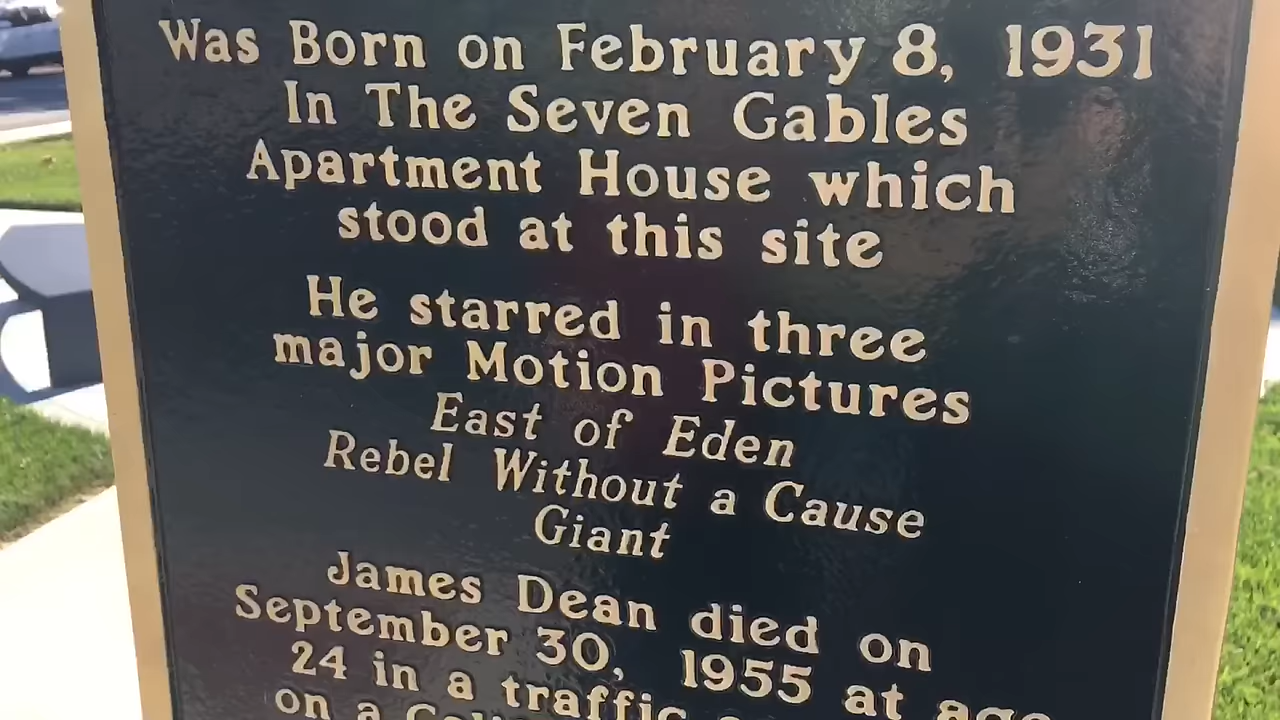 Was Born on February 8, 1931
In The Seven Gables
Apartment House which
stood at this site
He starred in three
major Motion Pictures
East of Eden
Rebel Without a Cause
Giant
James Dean died on
September 30, 1955 at age
24 in a traffic
on a